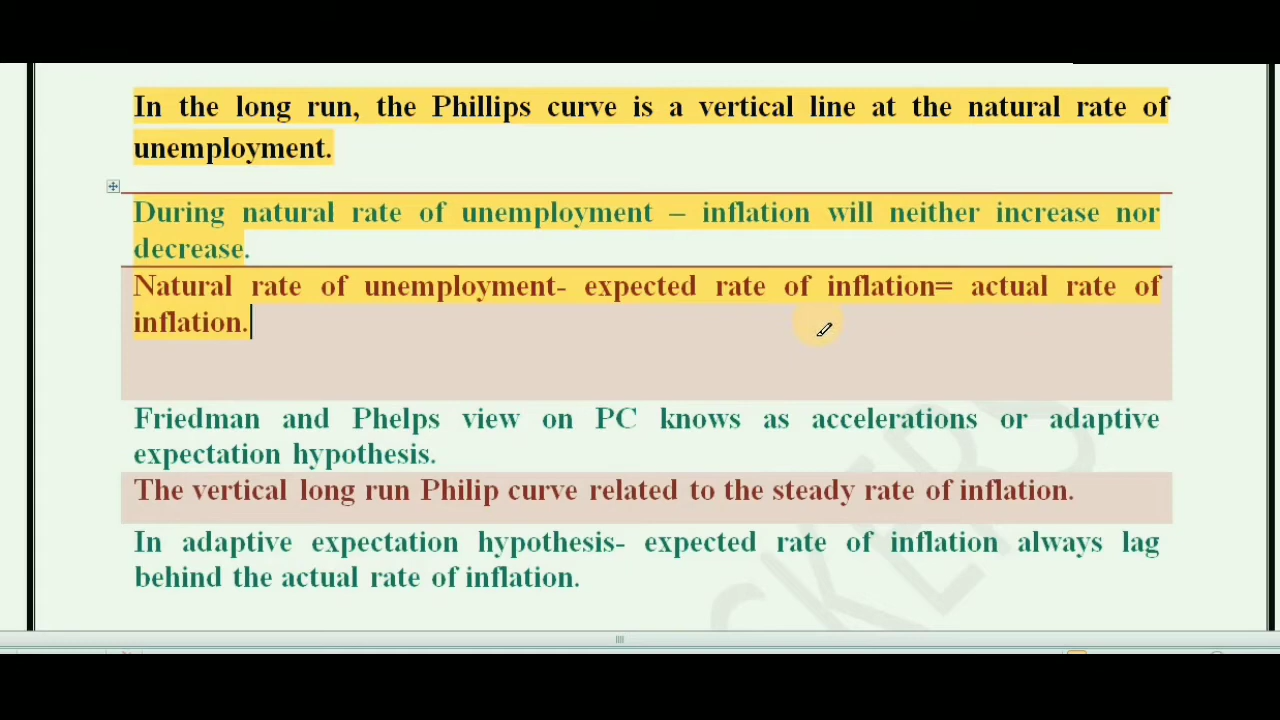 In the long run, the Phillips curve is a vertical line at the natural rate of
unemployment.
During natural rate of unemployment – inflation will neither increase nor
decrease.
Natural rate of unemployment- expected rate of inflation= actual rate of
inflation.
Friedman and Phelps view on PC knows as accelerations or adaptive
expectation hypothesis.
The vertical long run Philip curve related to the steady rate of inflation.
In adaptive expectation hypothesis- expected rate of inflation always lag
behind the actual rate of inflation.